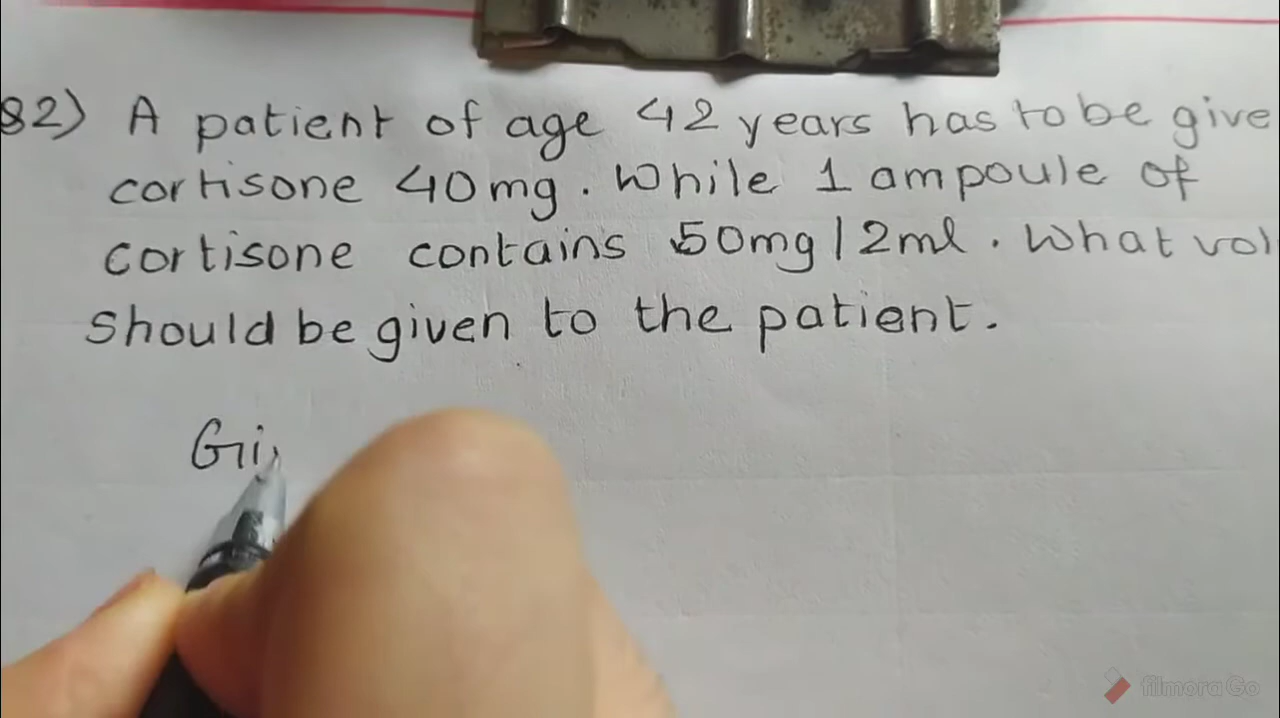 82) A patient of age 42 years has to be give
cortisone 40mg. While 1 ampoule of
cortisone contains 50mg/2ml. What vol
should be given to the patient.
Gi
filmoraGo